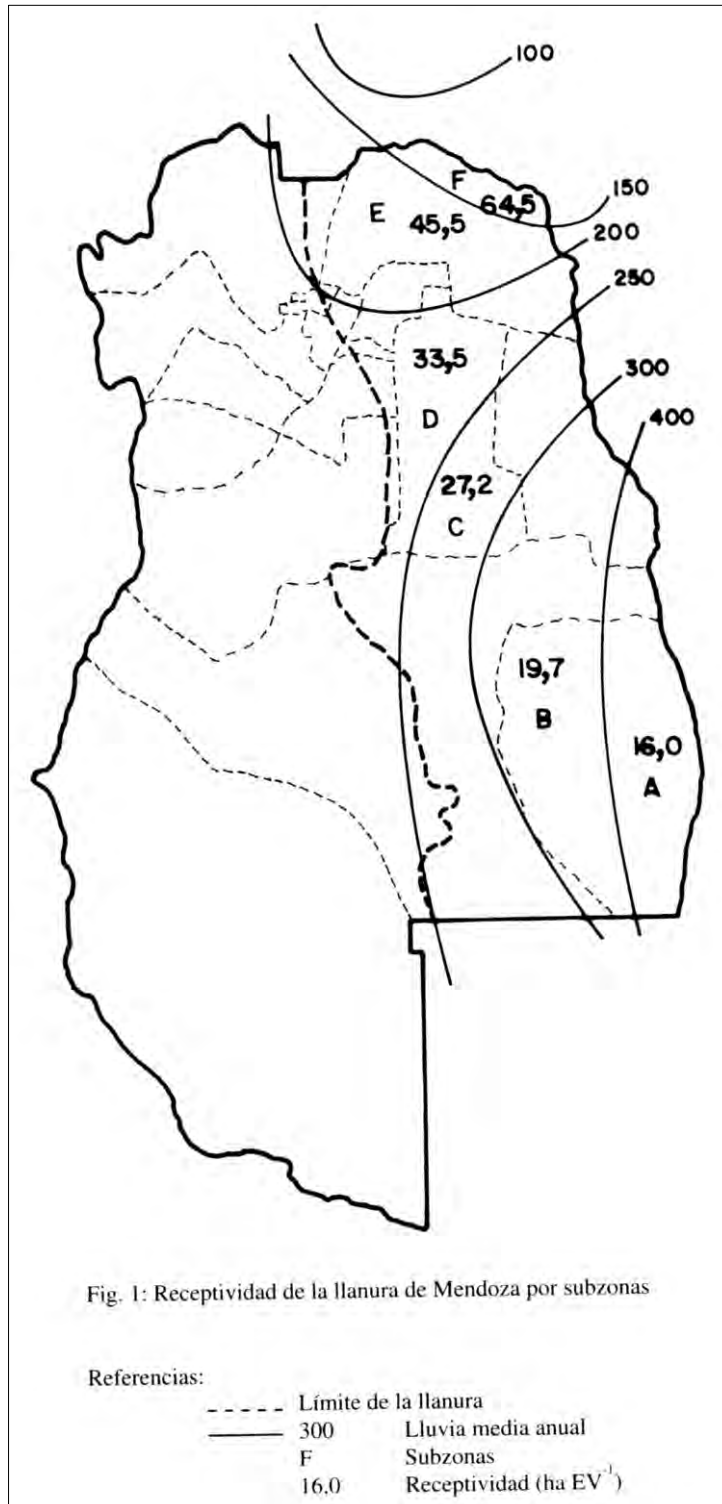 100
F
150
64,5
E
45,5
200
250
33,5
300
D
400
27,2
C
19,7
B
16,0
A
Fig. 1: Receptividad de la llanura de Mendoza por subzonas
Referencias:
Límite de la llanura
300 Lluvia media anual
F Subzonas
16,0 Receptividad (ha EV⁻¹)